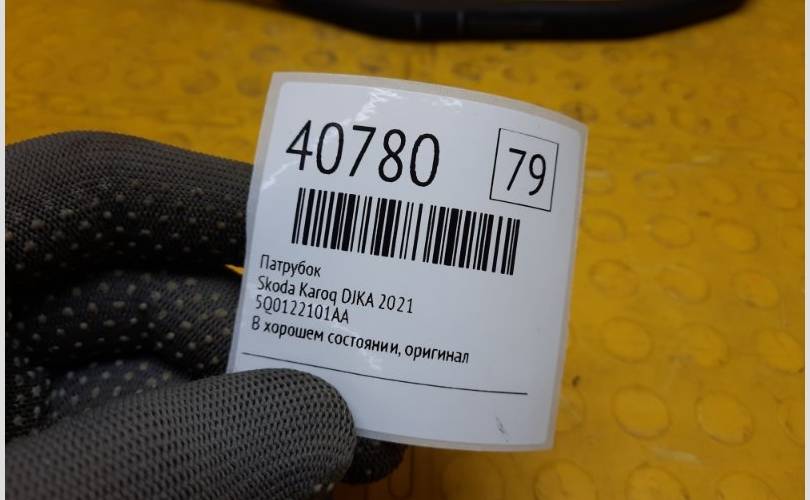 40780
79
Патрубок
Skoda Karoq DJKA 2021
5Q0122101AA
В хорошем состоянии, оригинал